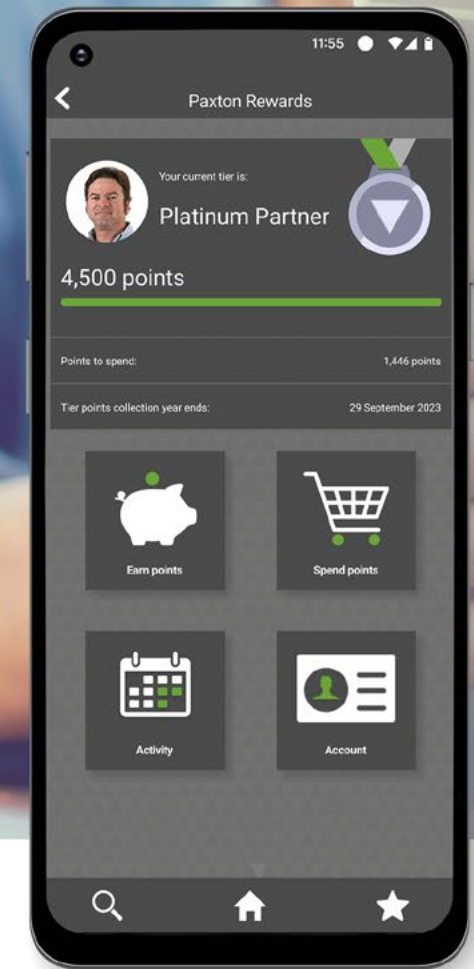 11:55
Paxton Rewards
Your current tier is:
Platinum Partner
4,500 points
Points to spend: 1,446 points
Tier points collection year ends: 29 September 2023
Earn points
Spend points
Activity
Account